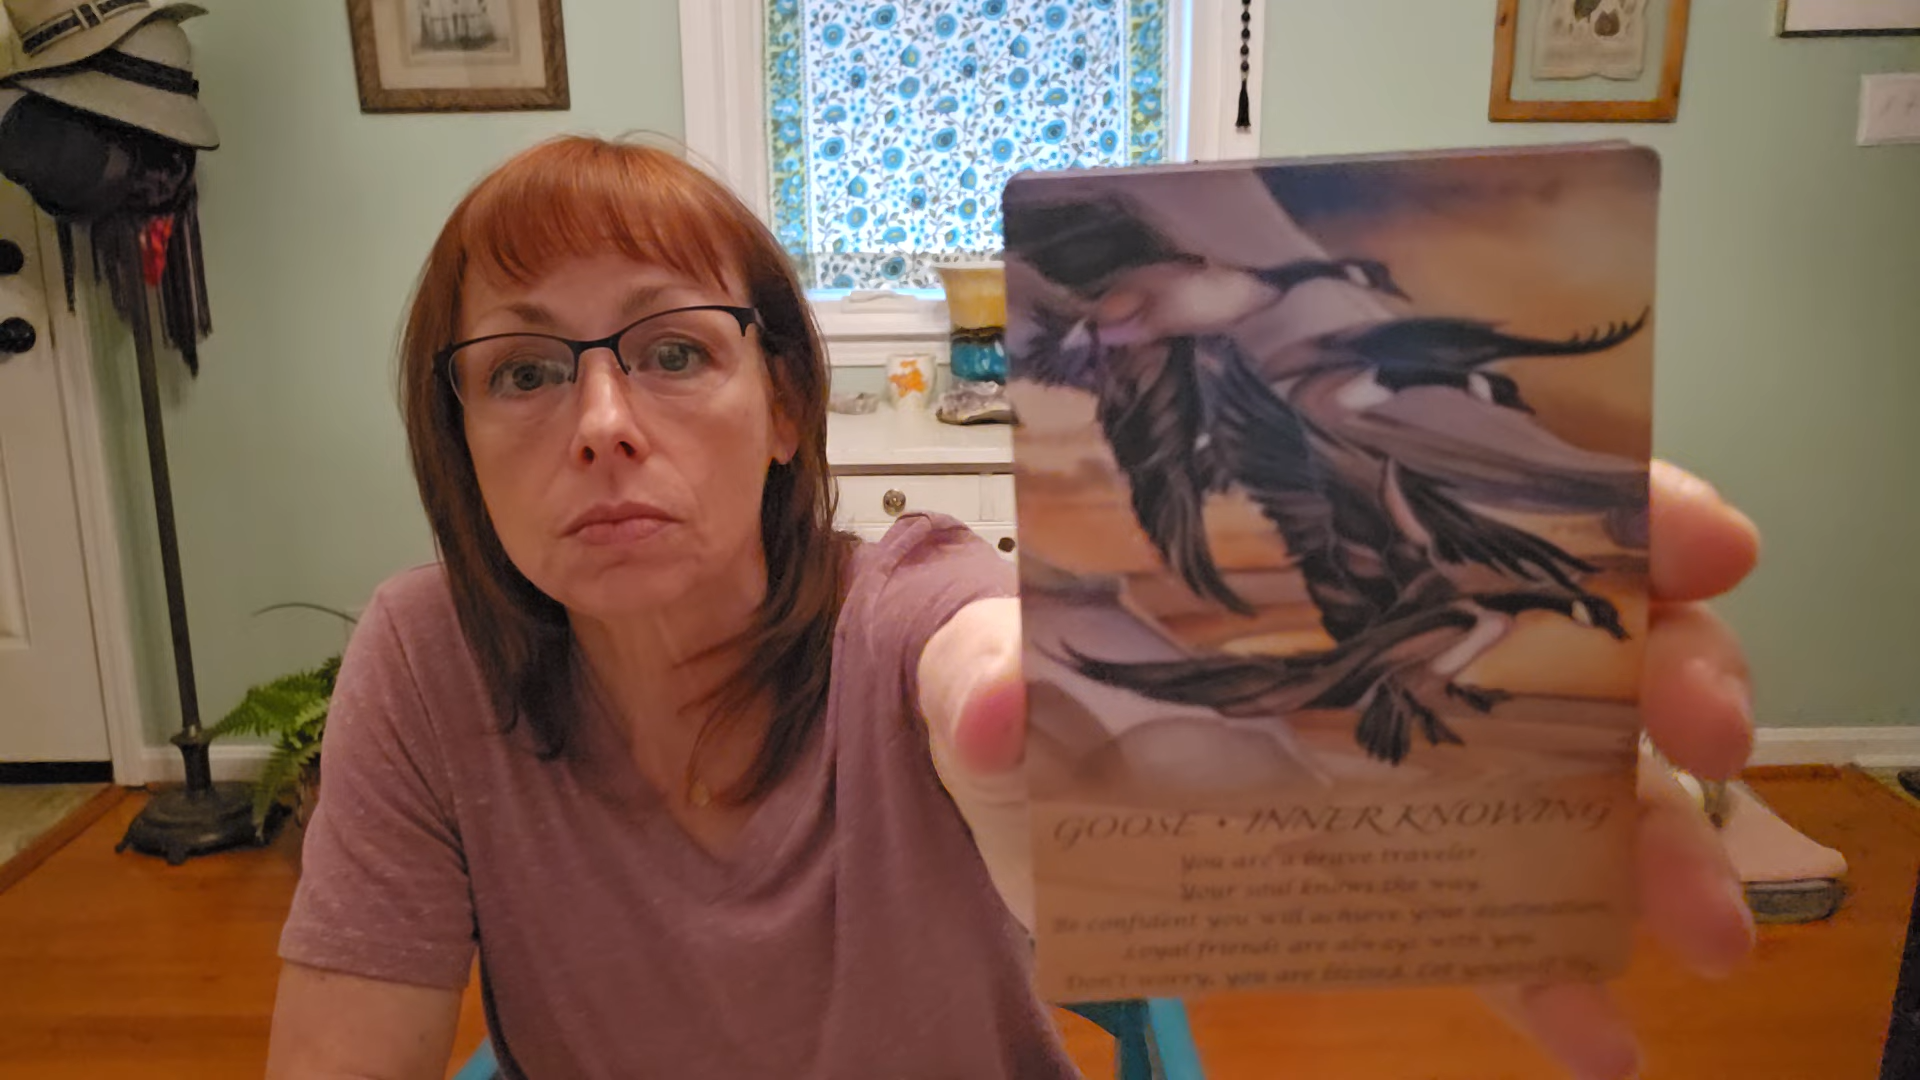 GOOSE • INNER KNOWING
You are a brave traveler.
Your soul knows the way.
Be confident you will achieve your destination.
Loyal friends are always with you.
Don't worry, you are blessed. Let yourself fly.